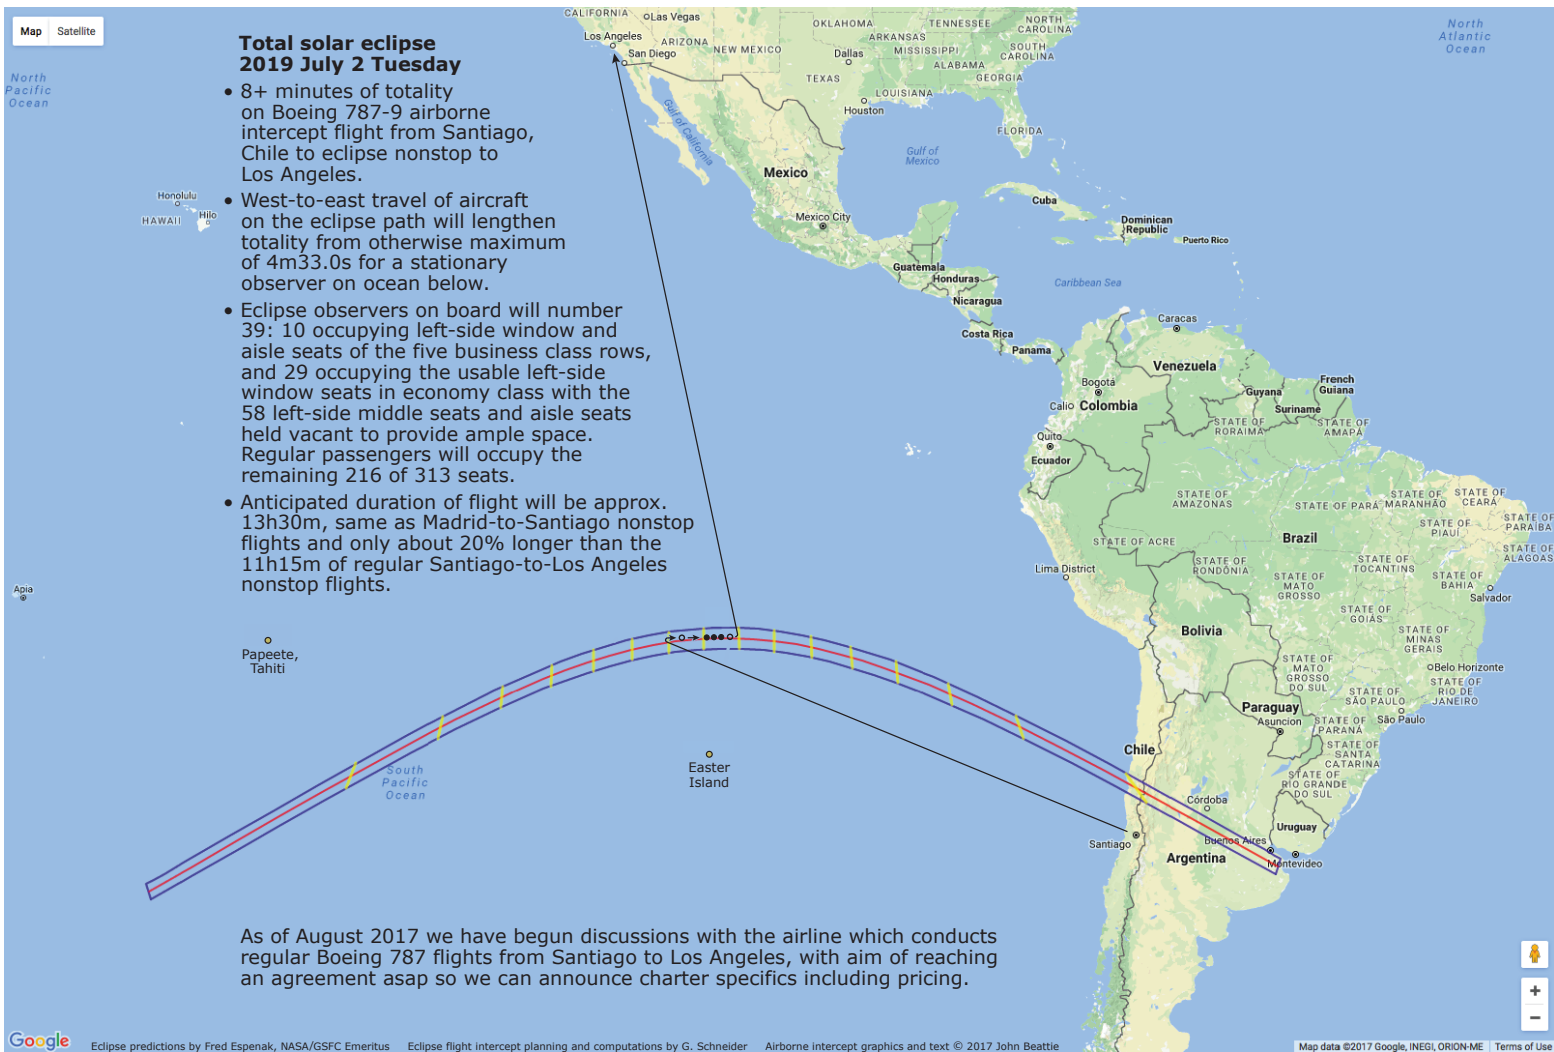 Map Satellite
Total solar eclipse
2019 July 2 Tuesday
• 8+ minutes of totality
on Boeing 787-9 airborne
intercept flight from Santiago,
Chile to eclipse nonstop to
Los Angeles.
• West-to-east travel of aircraft
on the eclipse path will lengthen
totality from otherwise maximum
of 4m33.0s for a stationary
observer on ocean below.
• Eclipse observers on board will number
39: 10 occupying left-side window and
aisle seats of the five business class rows,
and 29 occupying the usable left-side
window seats in economy class with the
58 left-side middle seats and aisle seats
held vacant to provide ample space.
Regular passengers will occupy the
remaining 216 of 313 seats.
• Anticipated duration of flight will be approx.
13h30m, same as Madrid-to-Santiago nonstop
flights and only about 20% longer than the
11h15m of regular Santiago-to-Los Angeles
nonstop flights.
North
Pacific
Ocean
CALIFORNIA
Las Vegas
Los Angeles
San Diego
ARIZONA
NEW MEXICO
OKLAHOMA
ARKANSAS
TENNESSEE
NORTH
CAROLINA
SOUTH
CAROLINA
MISSISSIPPI
ALABAMA
GEORGIA
Dallas
TEXAS
LOUISIANA
Houston
FLORIDA
North
Atlantic
Ocean
Gulf of California
Gulf of
Mexico
Mexico
Mexico City
Honolulu
HAWAII
Hilo
Cuba
Dominican
Republic
Puerto Rico
Guatemala
Honduras
Nicaragua
Caribbean Sea
Costa Rica
Panama
Caracas
Venezuela
Bogotá
Calio
Colombia
Guyana
French
Guiana
Suriname
STATE OF
RORAIMA
STATE OF
AMAPÁ
Quito
Ecuador
STATE OF
AMAZONAS
STATE OF PARÁ
STATE OF
MARANHÃO
STATE OF
CEARÁ
STATE OF
PIAUÍ
STATE OF
PARAÍBA
STATE OF
ALAGOAS
STATE OF ACRE
Brazil
STATE OF
RONDÔNIA
STATE OF
TOCANTINS
STATE OF
MATO
GROSSO
STATE OF
BAHIA
Salvador
Lima District
STATE OF
GOIÁS
Bolivia
STATE OF
MINAS
GERAIS
STATE OF
MATO
GROSSO
DO SUL
Belo Horizonte
STATE OF
SÃO PAULO
STATE OF
RIO DE
JANEIRO
Paraguay
Asuncion
São Paulo
STATE OF
PARANÁ
STATE OF
SANTA
CATARINA
STATE OF
RIO GRANDE
DO SUL
Apia
Papeete,
Tahiti
Easter
Island
South
Pacific
Ocean
Chile
Córdoba
Santiago
Uruguay
Buenos Aires
Montevideo
Argentina
As of August 2017 we have begun discussions with the airline which conducts
regular Boeing 787 flights from Santiago to Los Angeles, with aim of reaching
an agreement asap so we can announce charter specifics including pricing.
+
−
Google
Eclipse predictions by Fred Espenak, NASA/GSFC Emeritus Eclipse flight intercept planning and computations by G. Schneider Airborne intercept graphics and text © 2017 John Beattie
Map data ©2017 Google, INEGI, ORION-ME Terms of Use